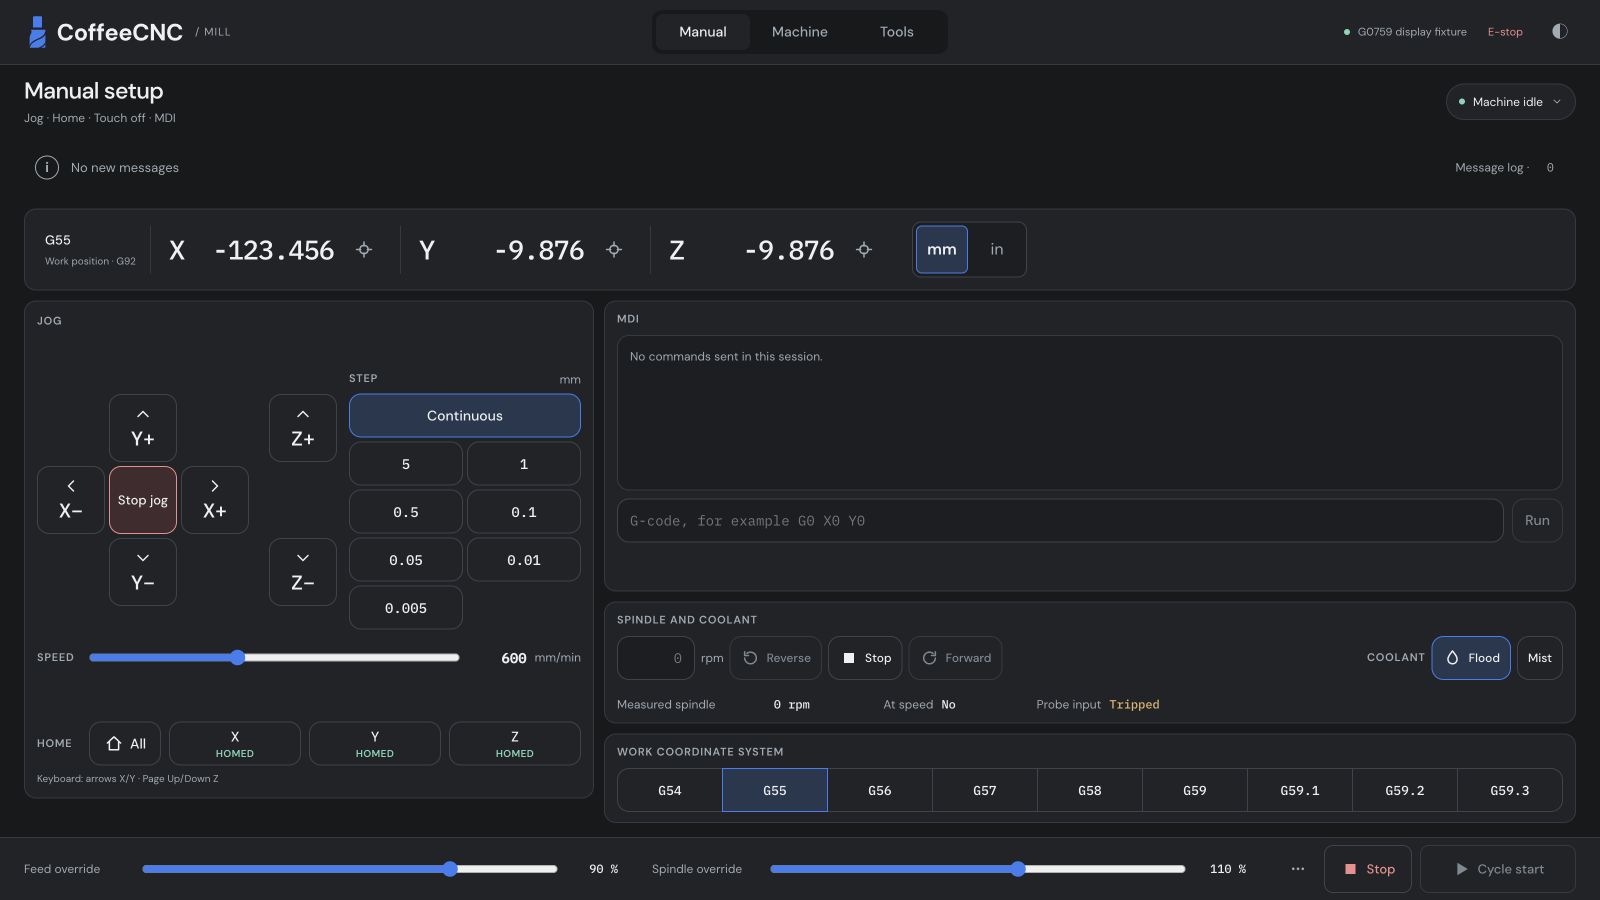 CoffeeCNC / MILL
Manual Machine Tools
G0759 display fixture E-stop
Manual setup
Jog · Home · Touch off · MDI
Machine idle
i No new messages
Message log · 0
G55
Work position · G92
X -123.456
Y -9.876
Z -9.876
mm in
JOG
Y+
Z+
X−
Stop jog
X+
Y−
Z−
STEP mm
Continuous
5 1
0.5 0.1
0.05 0.01
0.005
SPEED 600 mm/min
HOME All
X HOMED
Y HOMED
Z HOMED
Keyboard: arrows X/Y · Page Up/Down Z
MDI
No commands sent in this session.
G-code, for example G0 X0 Y0 Run
SPINDLE AND COOLANT
0 rpm Reverse Stop Forward COOLANT Flood Mist
Measured spindle 0 rpm At speed No Probe input Tripped
WORK COORDINATE SYSTEM
G54 G55 G56 G57 G58 G59 G59.1 G59.2 G59.3
Feed override 90 % Spindle override 110 % ··· Stop Cycle start